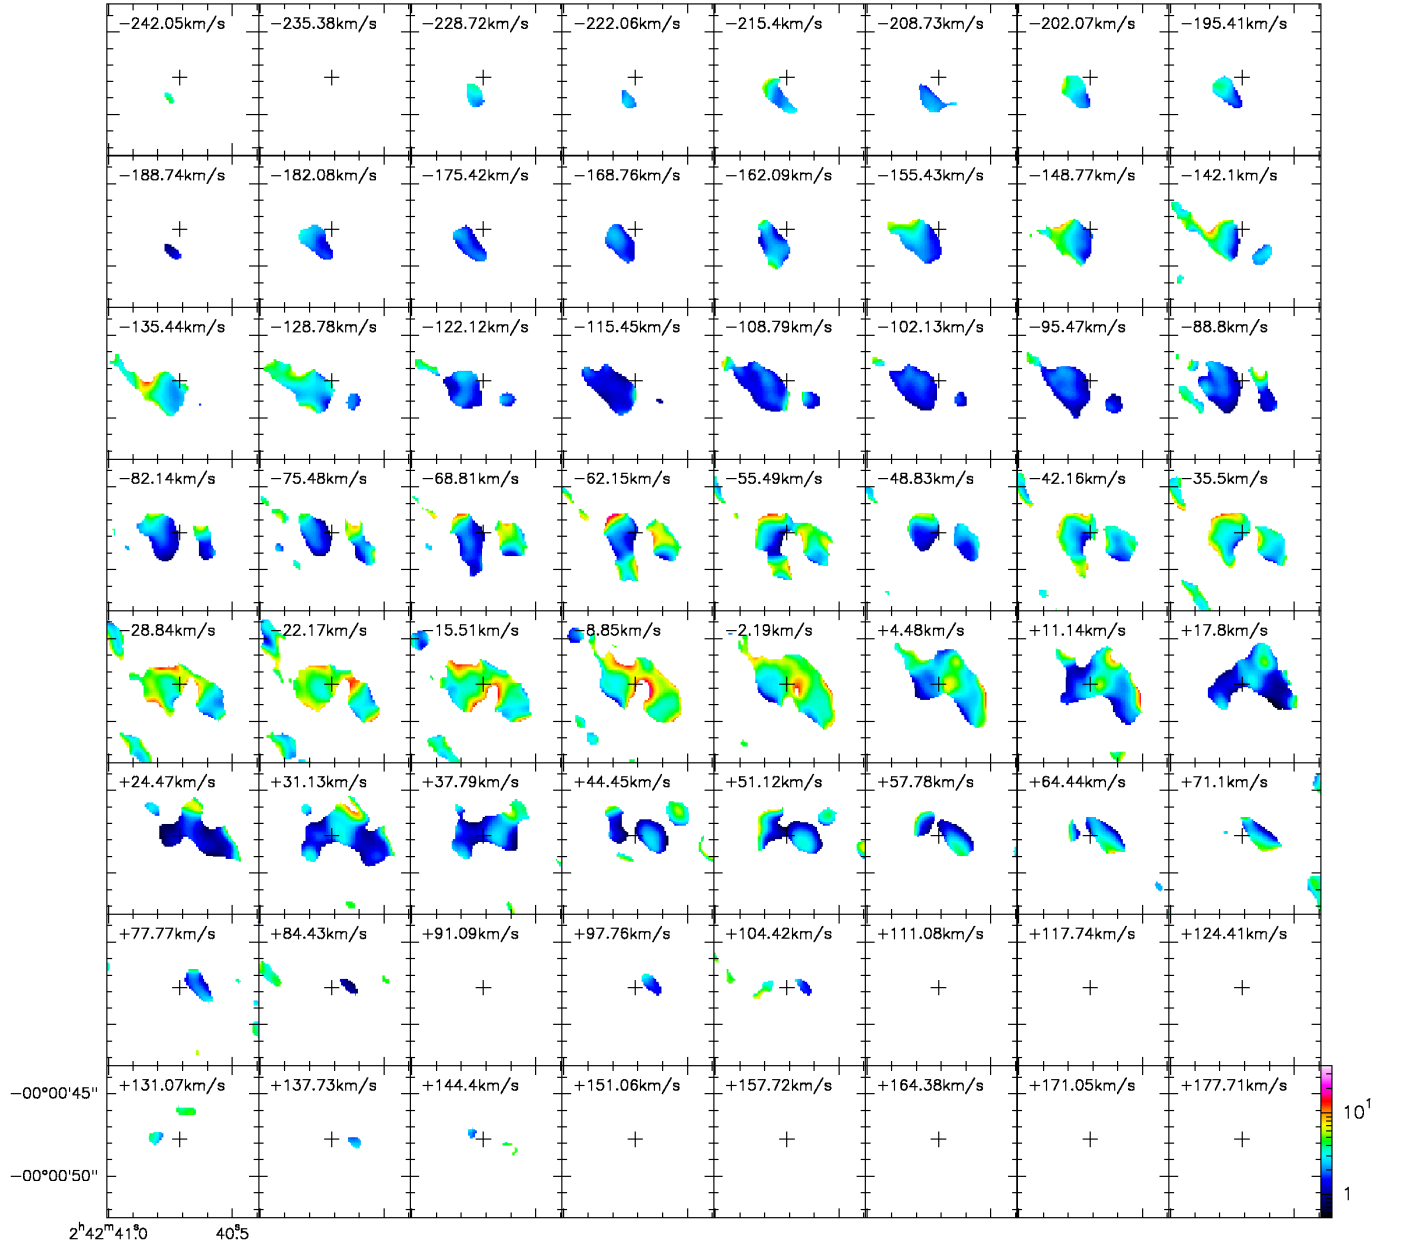 −242.05km/s −235.38km/s −228.72km/s −222.06km/s −215.4km/s −208.73km/s −202.07km/s −195.41km/s
−188.74km/s −182.08km/s −175.42km/s −168.76km/s −162.09km/s −155.43km/s −148.77km/s −142.1km/s
−135.44km/s −128.78km/s −122.12km/s −115.45km/s −108.79km/s −102.13km/s −95.47km/s −88.8km/s
−82.14km/s −75.48km/s −68.81km/s −62.15km/s −55.49km/s −48.83km/s −42.16km/s −35.5km/s
−28.84km/s −22.17km/s −15.51km/s −8.85km/s −2.19km/s +4.48km/s +11.14km/s +17.8km/s
+24.47km/s +31.13km/s +37.79km/s +44.45km/s +51.12km/s +57.78km/s +64.44km/s +71.1km/s
+77.77km/s +84.43km/s +91.09km/s +97.76km/s +104.42km/s +111.08km/s +117.74km/s +124.41km/s
+131.07km/s +137.73km/s +144.4km/s +151.06km/s +157.72km/s +164.38km/s +171.05km/s +177.71km/s
−00°00'45"
10¹
−00°00'50"
1
2ʰ42ᵐ41ˢ.0 40ˢ.5